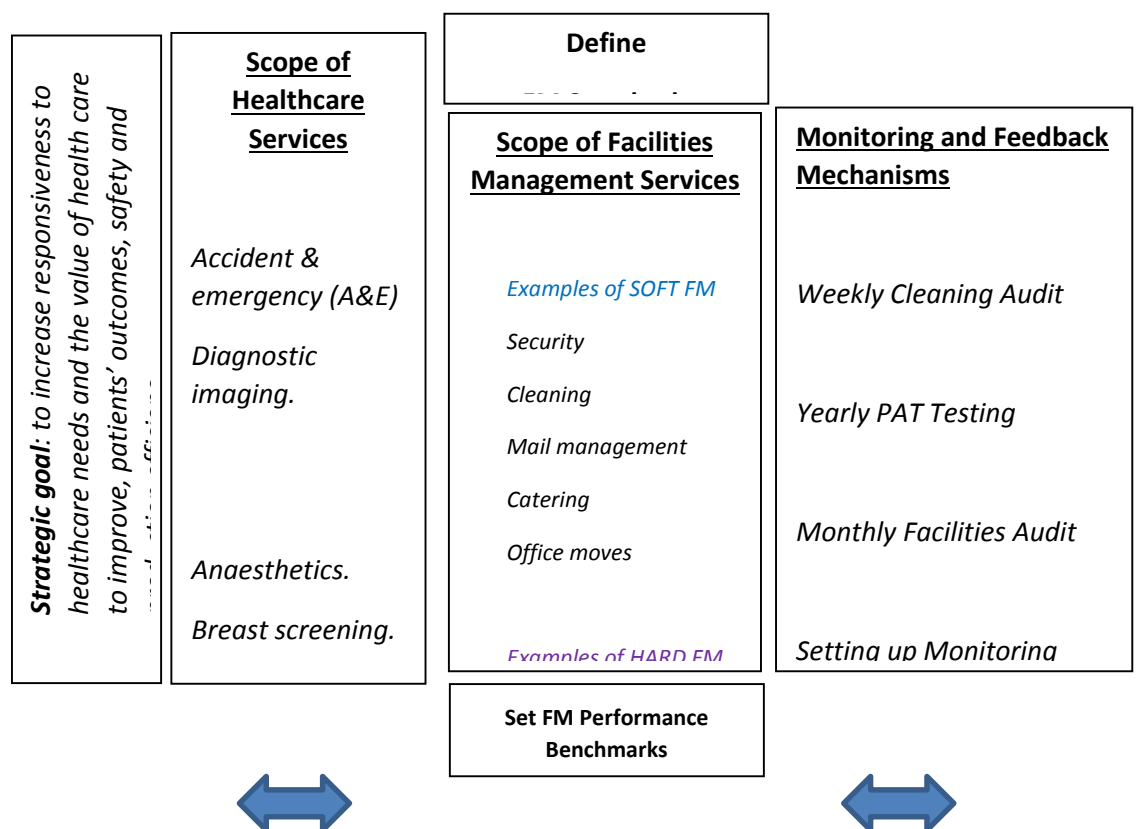 Strategic goal: to increase responsiveness to
healthcare needs and the value of health care
to improve, patients’ outcomes, safety and
Scope of
Healthcare
Services
Accident &
emergency (A&E)
Diagnostic
imaging.
Anaesthetics.
Breast screening.
Define
Scope of Facilities
Management Services
Examples of SOFT FM
Security
Cleaning
Mail management
Catering
Office moves
Examples of HARD FM
Set FM Performance
Benchmarks
Monitoring and Feedback
Mechanisms
Weekly Cleaning Audit
Yearly PAT Testing
Monthly Facilities Audit
Setting up Monitoring